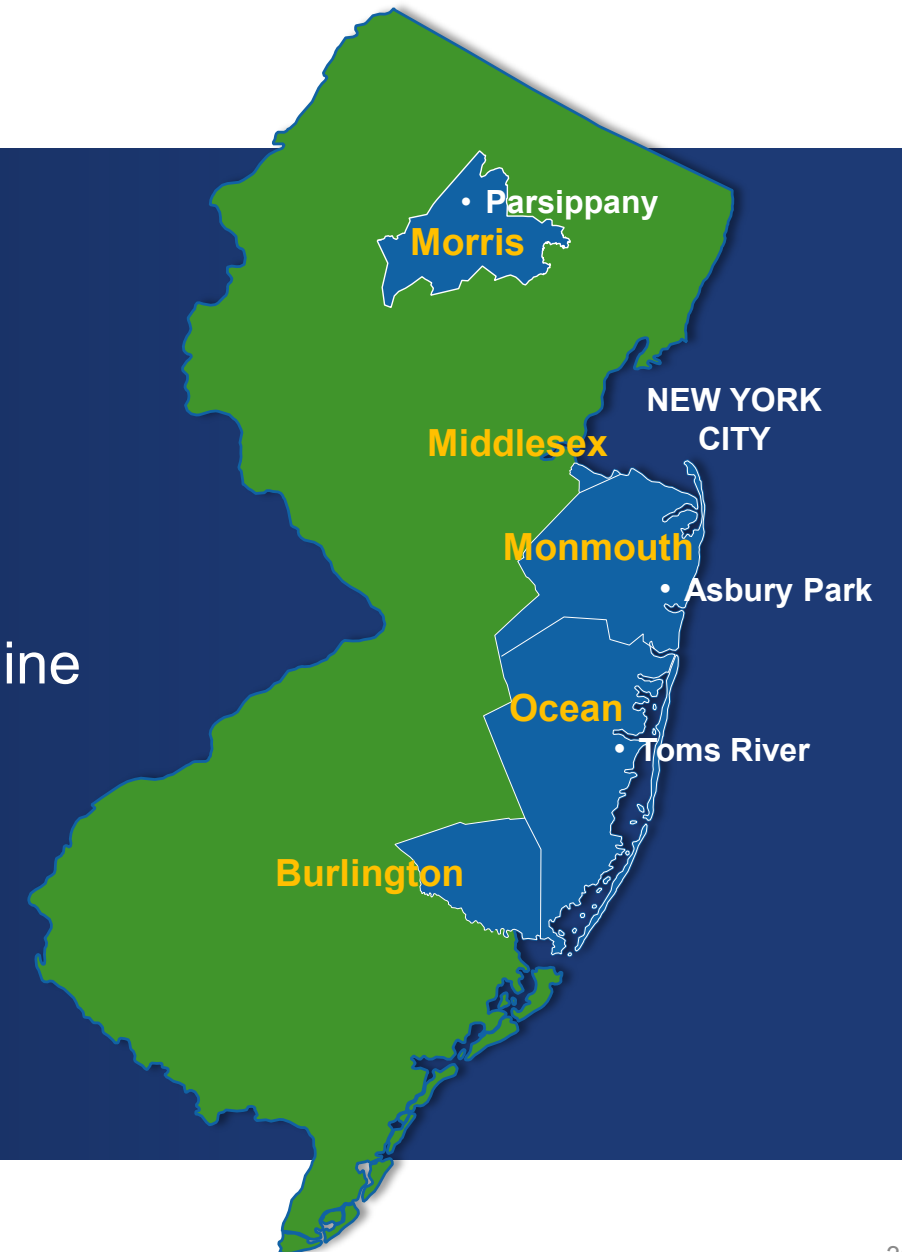 Parsippany
Morris
NEW YORK
CITY
Middlesex
Monmouth
Asbury Park
ine
Ocean
Toms River
Burlington